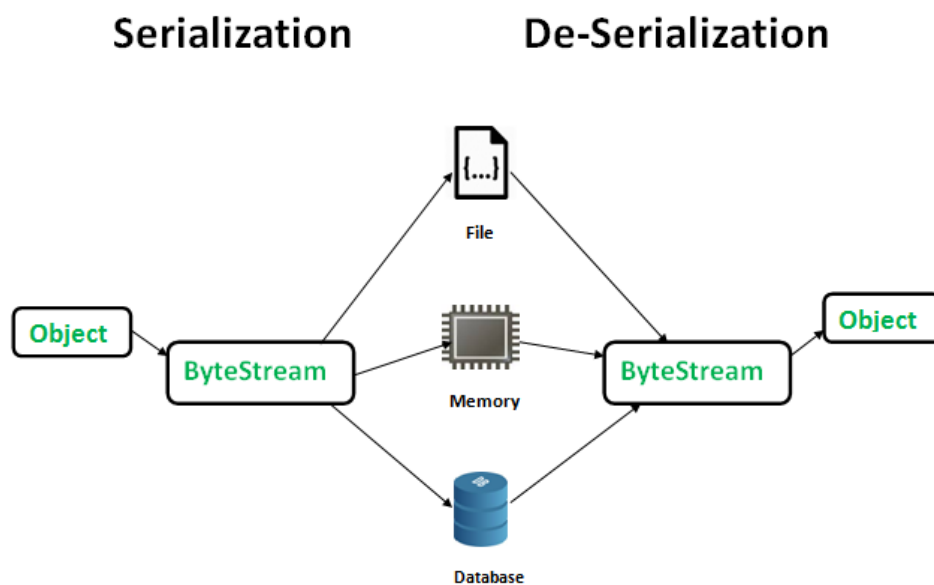 Serialization
De-Serialization
{...}
File
Object
ByteStream
Memory
ByteStream
Object
Database